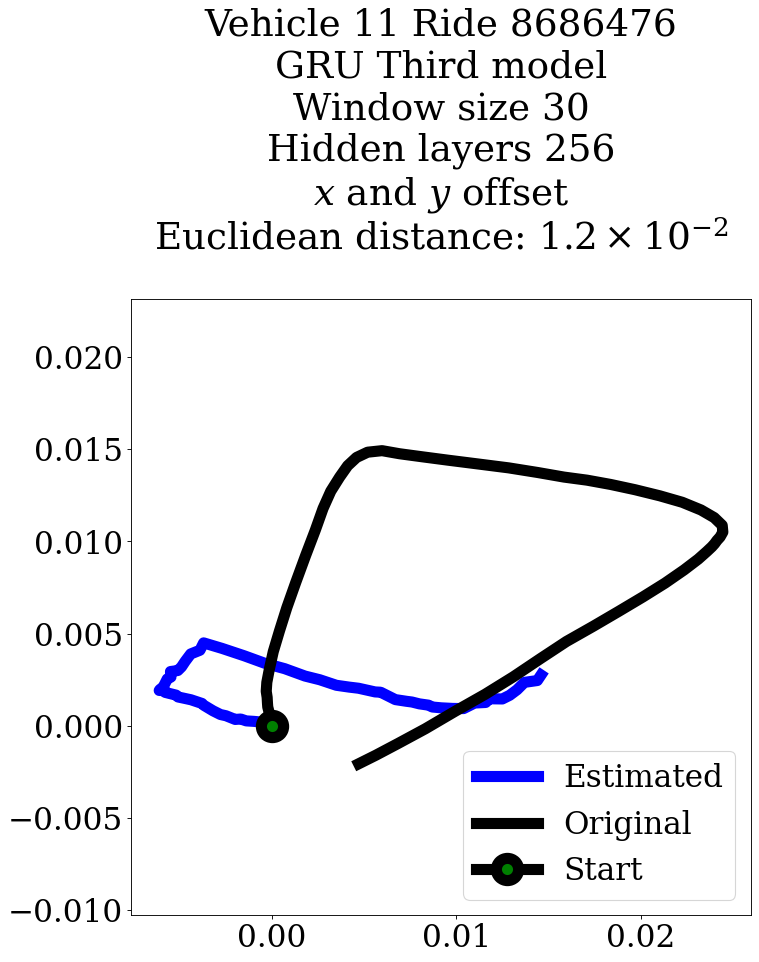 Vehicle 11 Ride 8686476
GRU Third model
Window size 30
Hidden layers 256
x and y offset
Euclidean distance: 1.2 × 10⁻²
0.020
0.015
0.010
0.005
0.000
−0.005
−0.010
0.00 0.01 0.02
Estimated
Original
Start